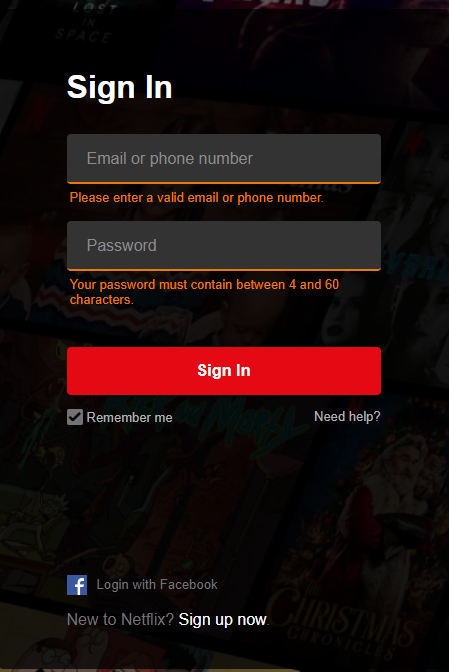 LOST
IN
SPACE
Sign In
Email or phone number
Please enter a valid email or phone number.
Password
Your password must contain between 4 and 60
characters.
Sign In
Remember me
Need help?
Login with Facebook
New to Netflix? Sign up now.
CHRISTMAS
CHRONICLES